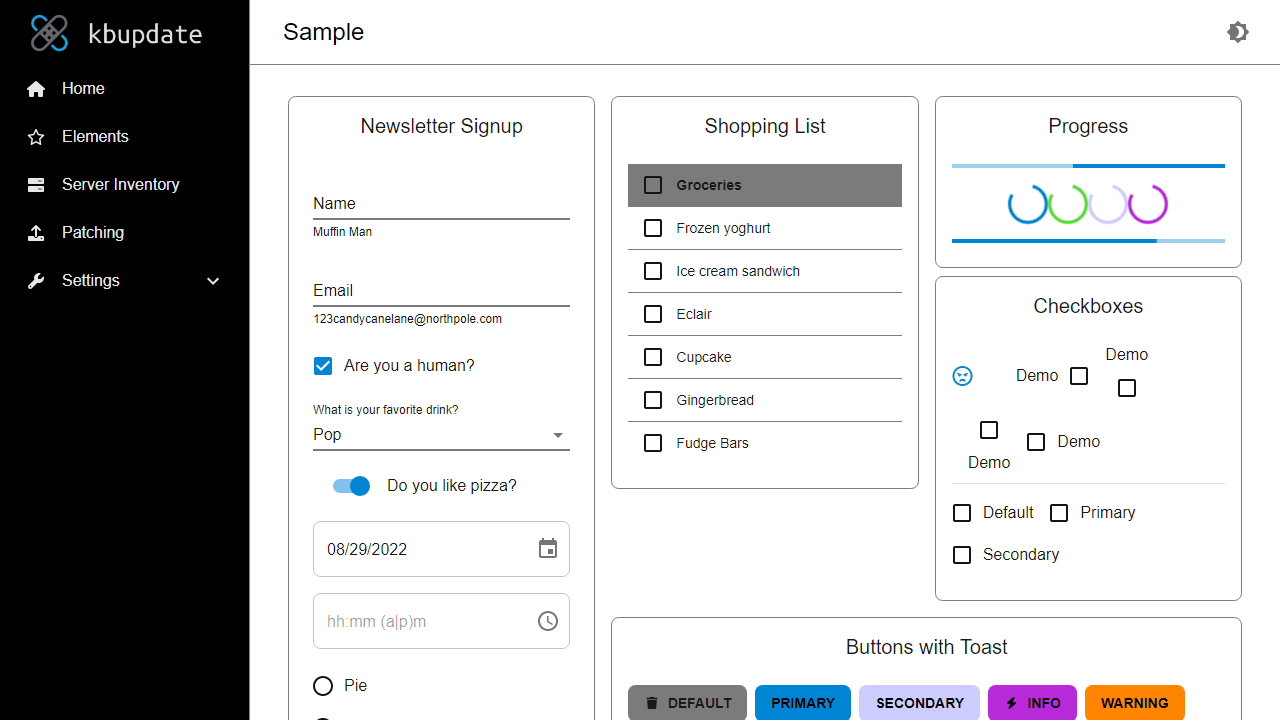 kbupdate
Home
Elements
Server Inventory
Patching
Settings
Sample
Newsletter Signup
Name
Muffin Man
Email
123candycanelane@northpole.com
Are you a human?
What is your favorite drink?
Pop
Do you like pizza?
08/29/2022
hh:mm (a|p)m
Pie
Shopping List
Groceries
Frozen yoghurt
Ice cream sandwich
Eclair
Cupcake
Gingerbread
Fudge Bars
Progress
Checkboxes
Demo
Demo
Demo
Demo
Default
Primary
Secondary
Buttons with Toast
DEFAULT PRIMARY SECONDARY INFO WARNING